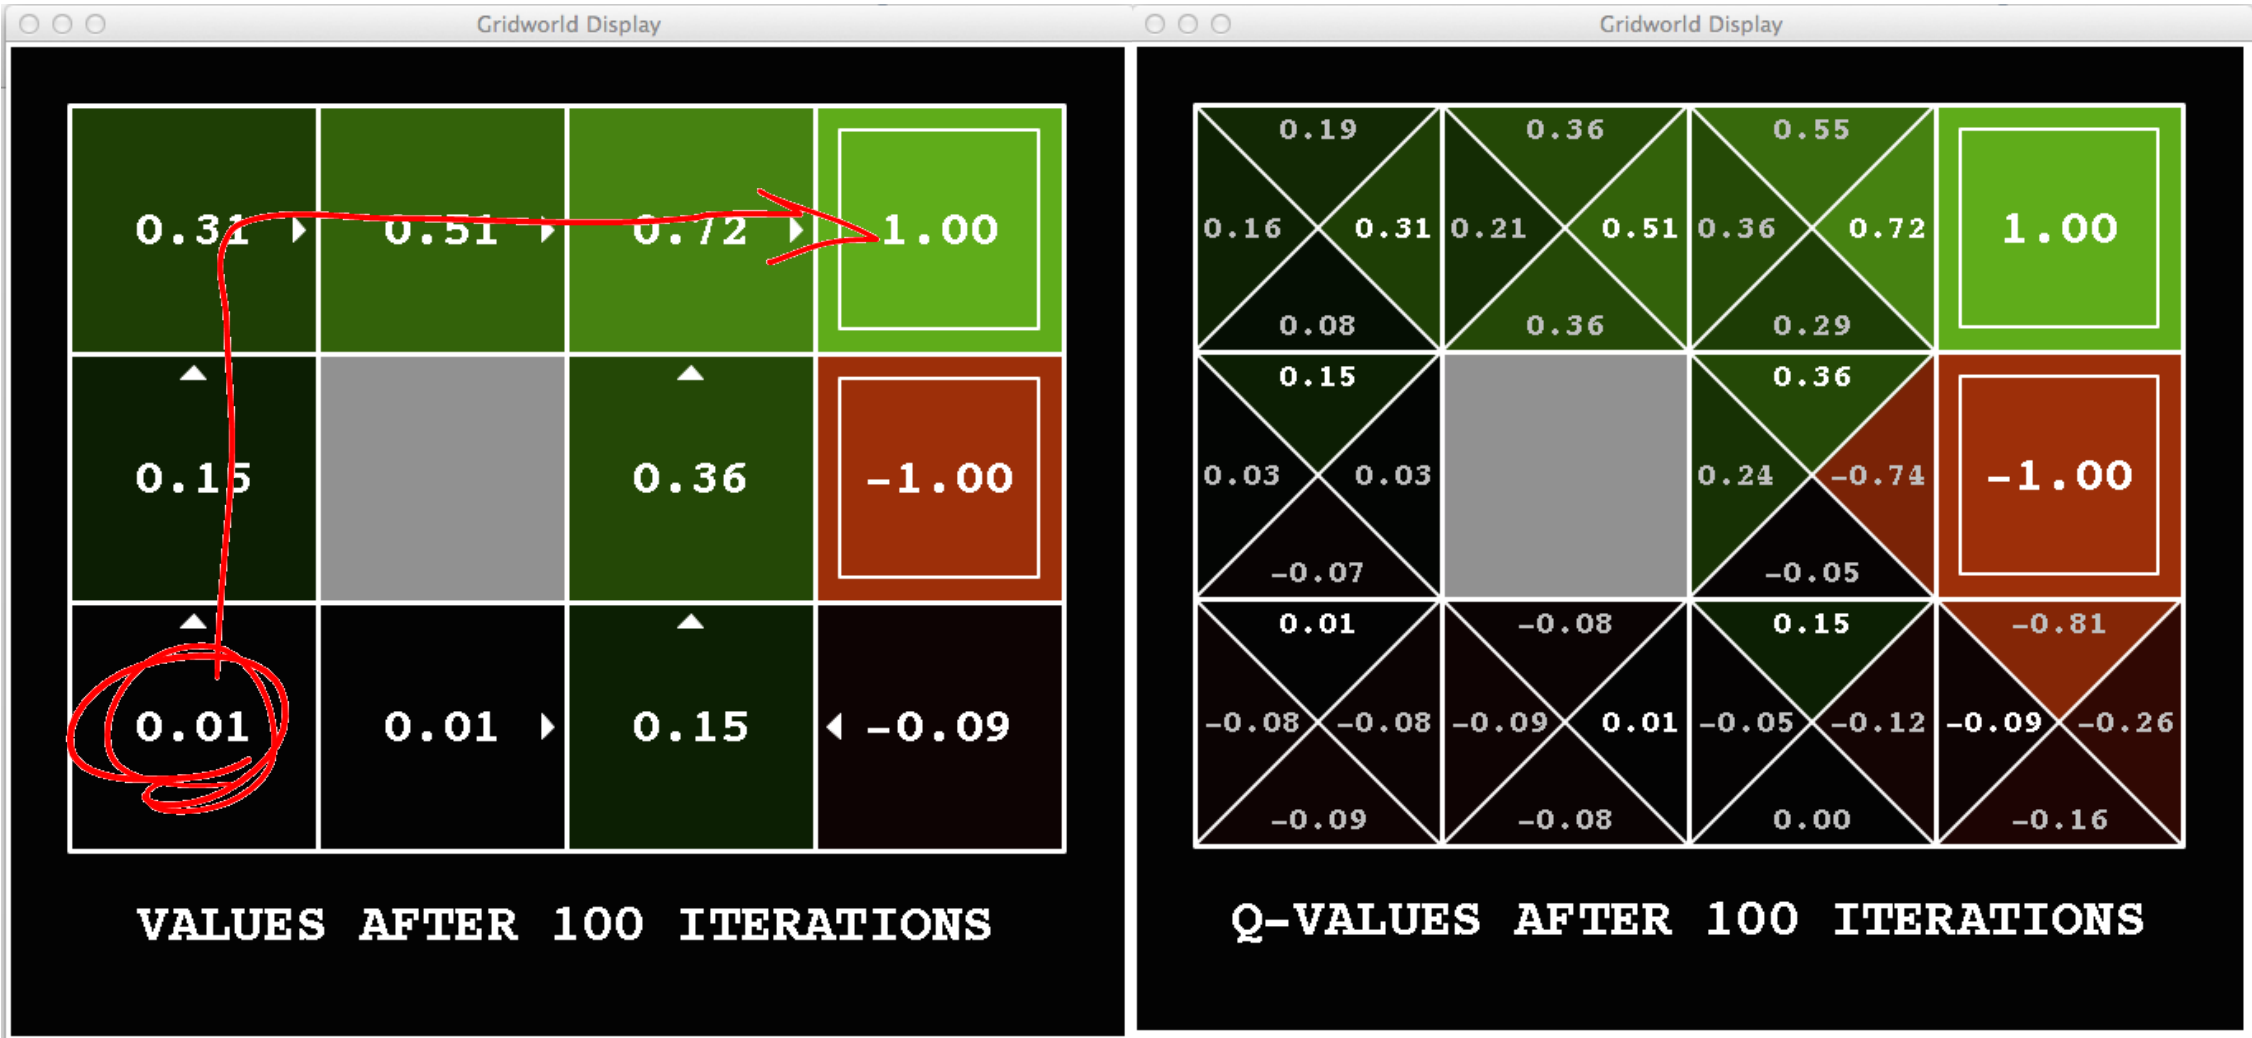 Gridworld Display
0.31 0.51 0.72 1.00
0.15 0.36 -1.00
0.01 0.01 0.15 -0.09
VALUES AFTER 100 ITERATIONS
Gridworld Display
0.19 0.36 0.55
0.16 0.31 0.21 0.51 0.36 0.72 1.00
0.08 0.36 0.29
0.15 0.36
0.03 0.03 0.24 -0.74 -1.00
-0.07 -0.05
0.01 -0.08 0.15 -0.81
-0.08 -0.08 -0.09 0.01 -0.05 -0.12 -0.09 -0.26
-0.09 -0.08 0.00 -0.16
Q-VALUES AFTER 100 ITERATIONS